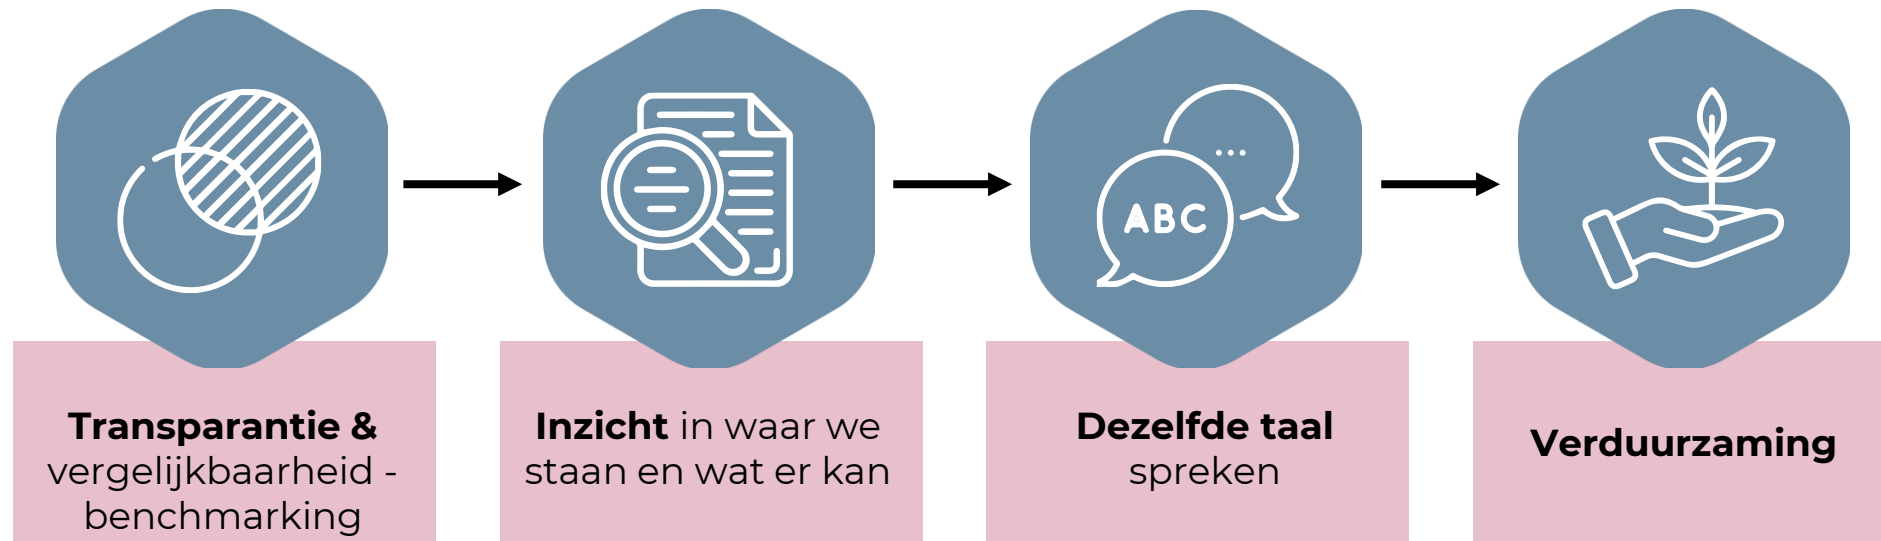 ABC
...
Transparantie &
vergelijkbaarheid -
benchmarking
Inzicht in waar we
staan en wat er kan
Dezelfde taal
spreken
Verduurzaming